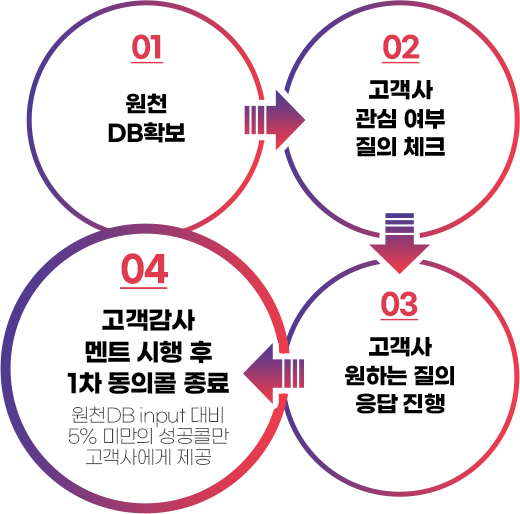 01
원천
DB확보
02
고객사
관심 여부
질의 체크
03
고객사
원하는 질의
응답 진행
04
고객감사
멘트 시행 후
1차 동의콜 종료
원천DB input 대비
5% 미만의 성공콜만
고객사에게 제공